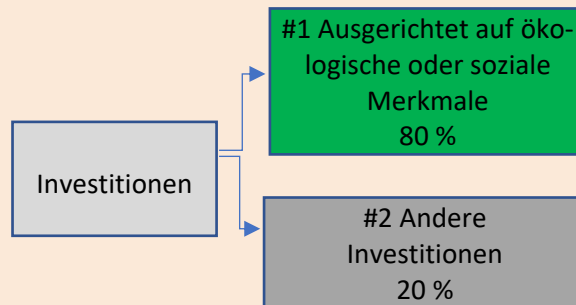 #1 Ausgerichtet auf öko-
logische oder soziale
Merkmale
80 %
Investitionen
#2 Andere
Investitionen
20 %